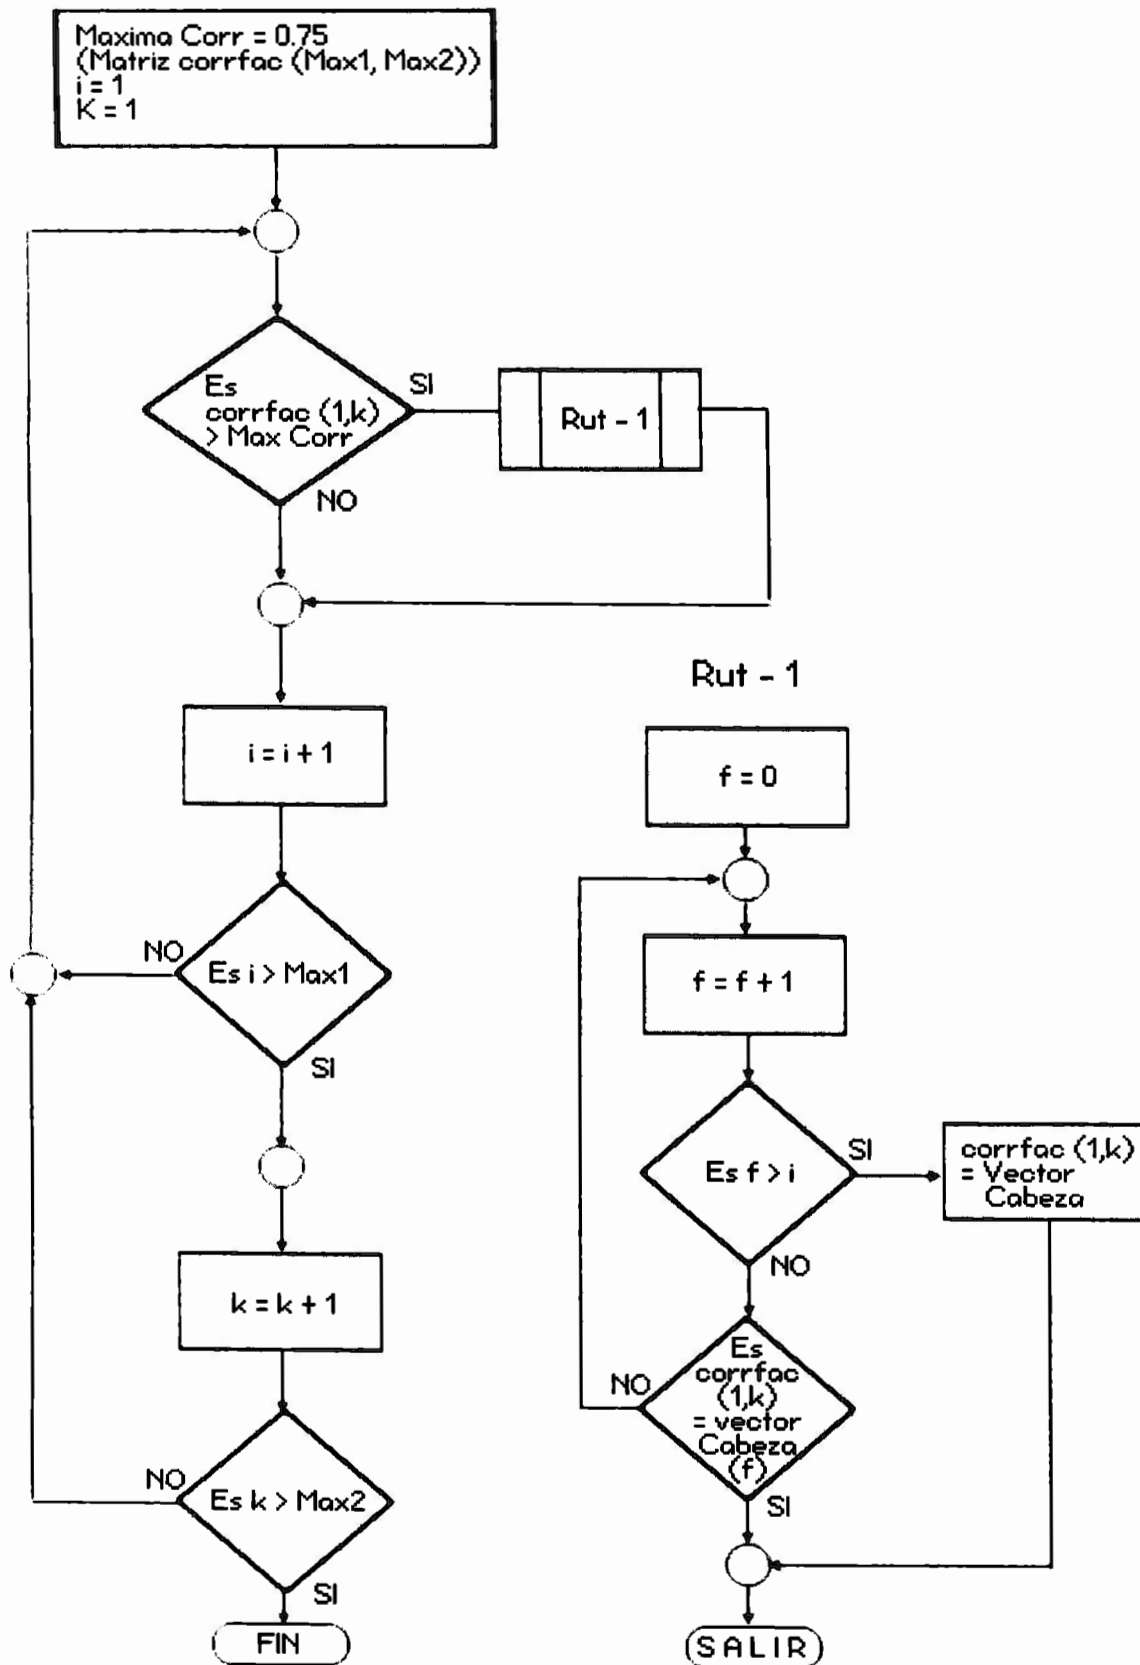 Maxima Corr = 0.75
(Matriz corrfac (Max1, Max2))
i = 1
K = 1
Es
corrfac (1,k)
> Max Corr
SI
NO
Rut - 1
i = i + 1
Es i > Max1
NO
SI
k = k + 1
Es k > Max2
NO
SI
FIN
Rut - 1
f = 0
f = f + 1
Es f > i
SI
NO
corrfac (1,k)
= Vector
Cabeza
Es
corrfac
(1,k)
= vector
Cabeza
(f)
NO
SI
SALIR